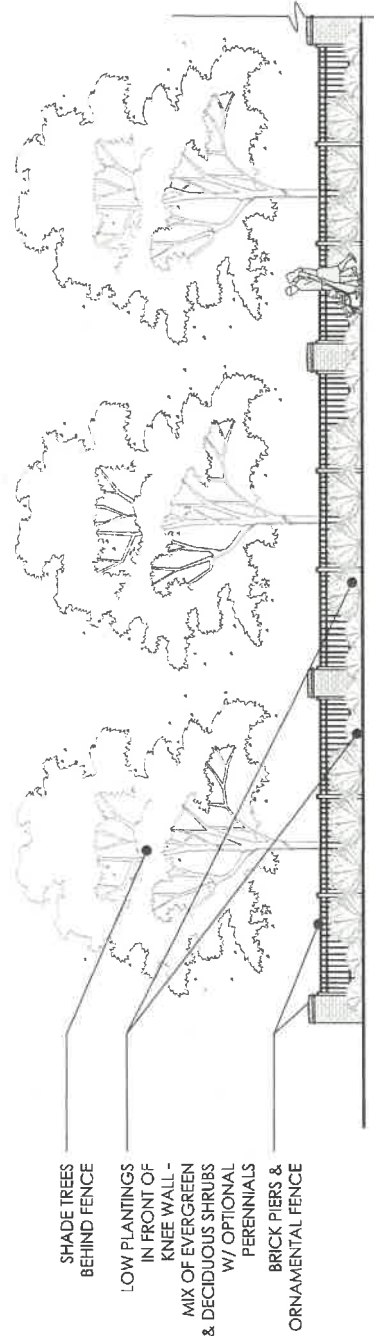 SHADE TREES
BEHIND FENCE
LOW PLANTINGS
IN FRONT OF
KNEE WALL -
MIX OF EVERGREEN
& DECIDUOUS SHRUBS
W/ OPTIONAL
PERENNIALS
BRICK PIERS &
ORNAMENTAL FENCE